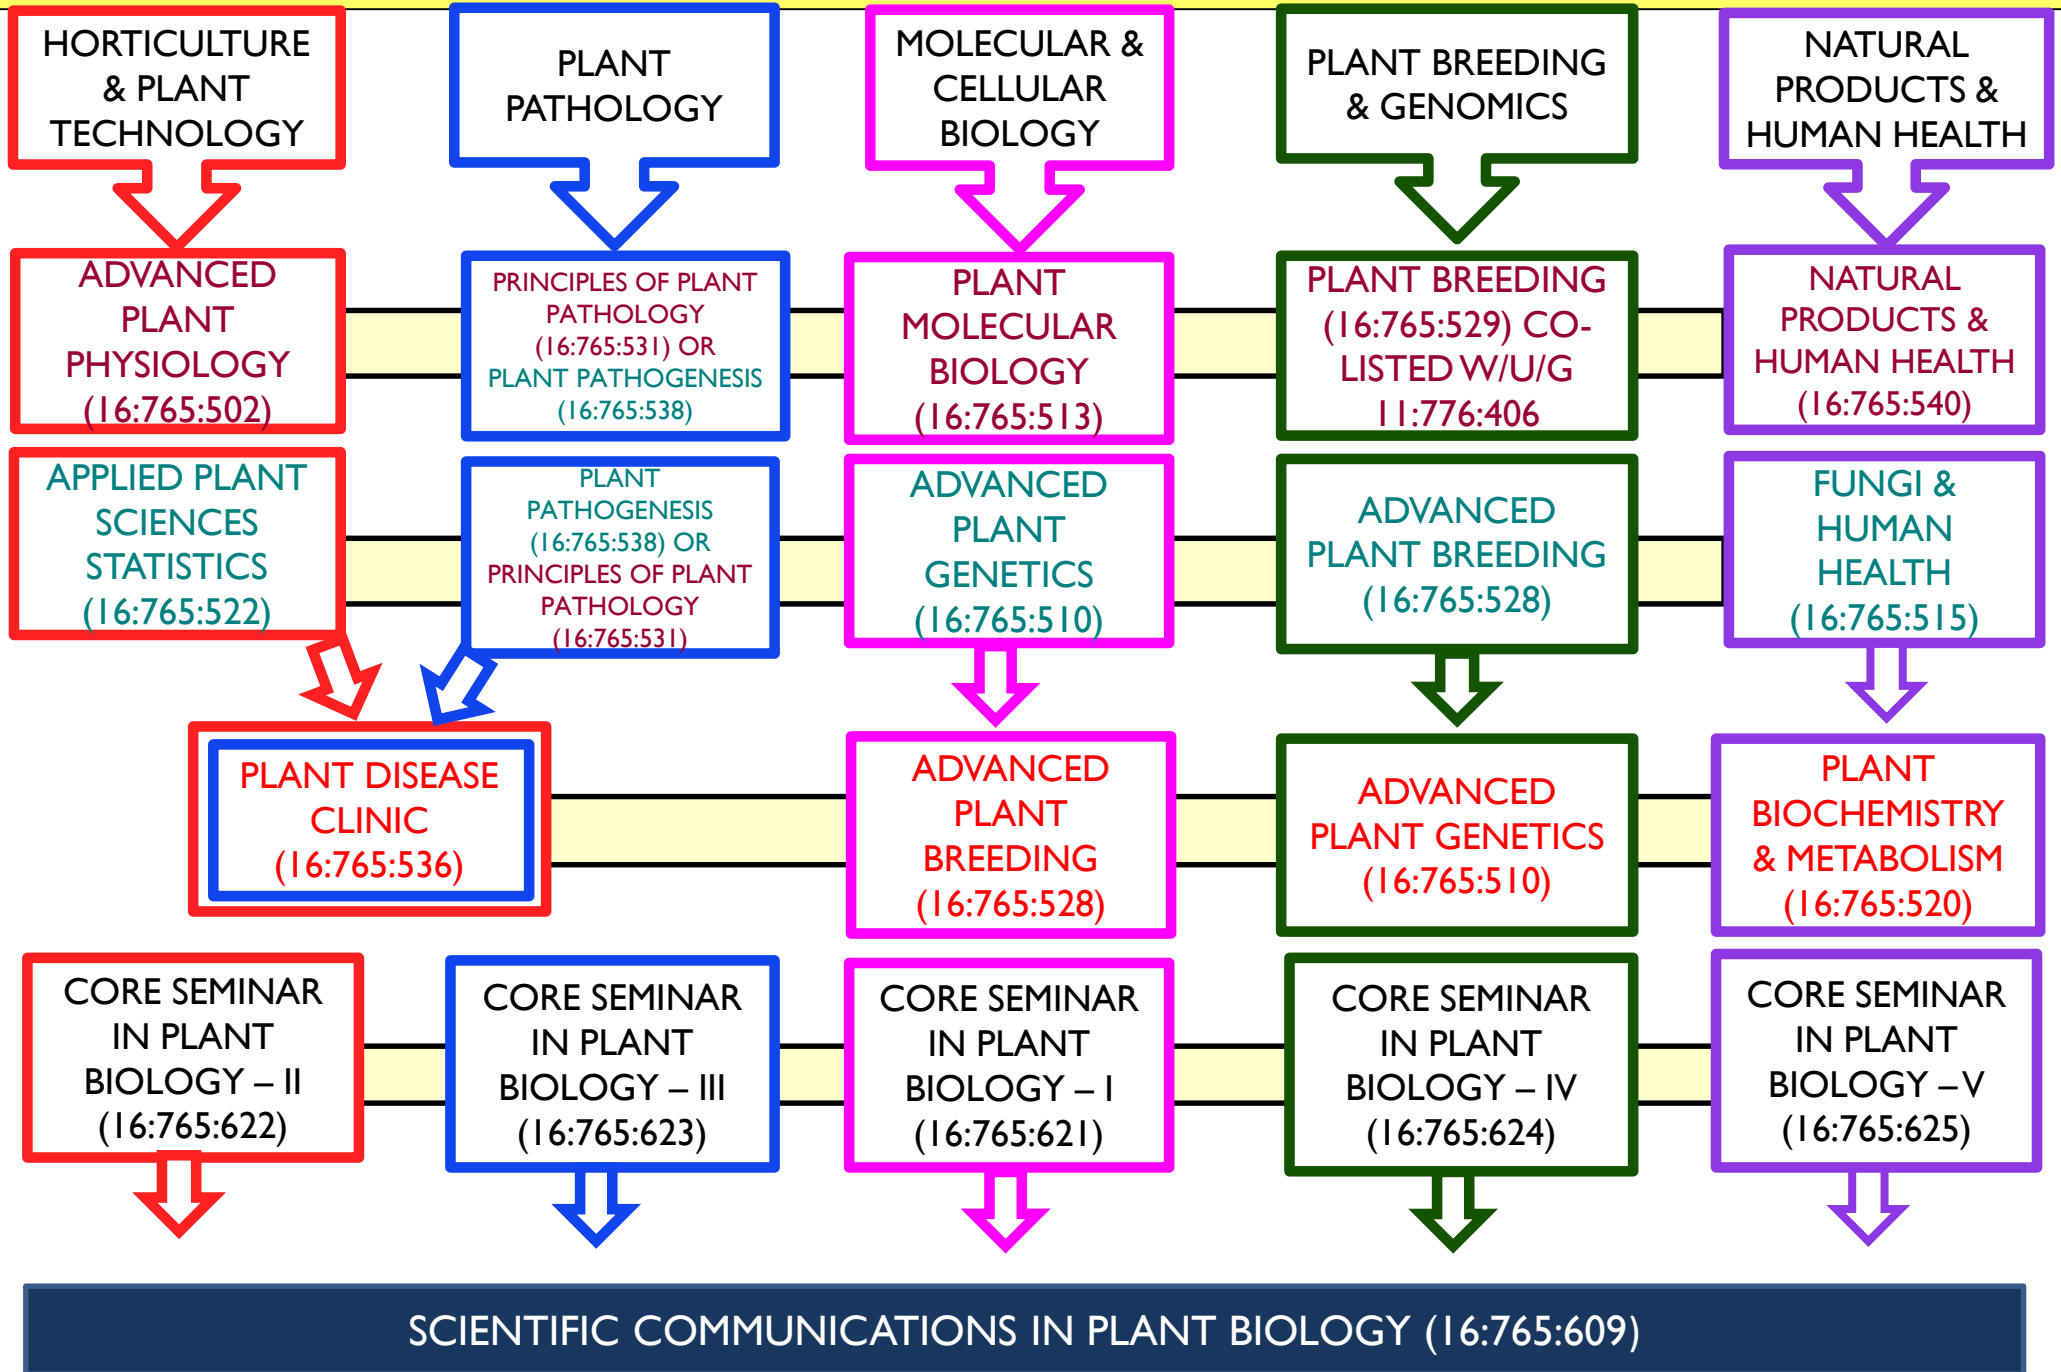 HORTICULTURE
& PLANT
TECHNOLOGY
PLANT
PATHOLOGY
MOLECULAR &
CELLULAR
BIOLOGY
PLANT BREEDING
& GENOMICS
NATURAL
PRODUCTS &
HUMAN HEALTH
ADVANCED
PLANT
PHYSIOLOGY
(16:765:502)
PRINCIPLES OF PLANT
PATHOLOGY
(16:765:531) OR
PLANT PATHOGENESIS
(16:765:538)
PLANT
MOLECULAR
BIOLOGY
(16:765:513)
PLANT BREEDING
(16:765:529) CO-
LISTED W/U/G
11:776:406
NATURAL
PRODUCTS &
HUMAN HEALTH
(16:765:540)
APPLIED PLANT
SCIENCES
STATISTICS
(16:765:522)
PLANT
PATHOGENESIS
(16:765:538) OR
PRINCIPLES OF PLANT
PATHOLOGY
(16:765:531)
ADVANCED
PLANT
GENETICS
(16:765:510)
ADVANCED
PLANT BREEDING
(16:765:528)
FUNGI &
HUMAN
HEALTH
(16:765:515)
PLANT DISEASE
CLINIC
(16:765:536)
ADVANCED
PLANT
BREEDING
(16:765:528)
ADVANCED
PLANT GENETICS
(16:765:510)
PLANT
BIOCHEMISTRY
& METABOLISM
(16:765:520)
CORE SEMINAR
IN PLANT
BIOLOGY – II
(16:765:622)
CORE SEMINAR
IN PLANT
BIOLOGY – III
(16:765:623)
CORE SEMINAR
IN PLANT
BIOLOGY – I
(16:765:621)
CORE SEMINAR
IN PLANT
BIOLOGY – IV
(16:765:624)
CORE SEMINAR
IN PLANT
BIOLOGY – V
(16:765:625)
SCIENTIFIC COMMUNICATIONS IN PLANT BIOLOGY (16:765:609)